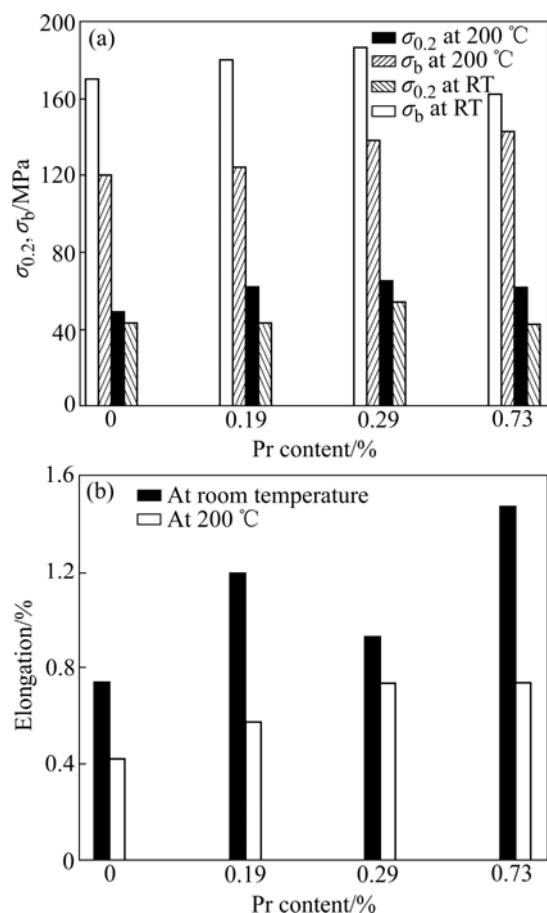 (a)
σ0.2 at 200 ℃
σb at 200 ℃
σ0.2 at RT
σb at RT
200
160
120
80
40
0
σ0.2, σb/MPa
0 0.19 0.29 0.73
Pr content/%
(b)
At room temperature
At 200 ℃
1.6
1.2
0.8
0.4
0
Elongation/%
0 0.19 0.29 0.73
Pr content/%